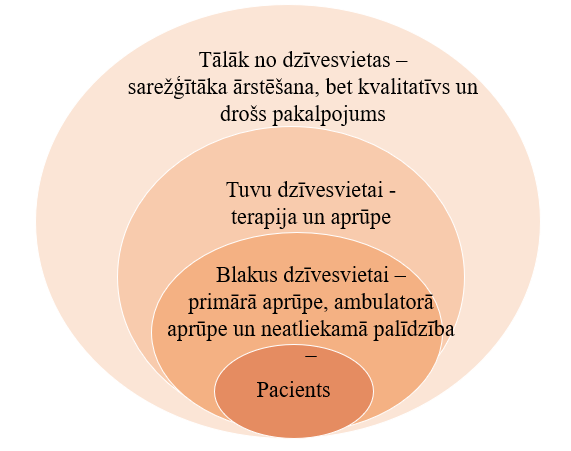 Tālāk no dzīvesvietas –
sarežģītāka ārstēšana, bet kvalitatīvs un
drošs pakalpojums
Tuvu dzīvesvietai -
terapija un aprūpe
Blakus dzīvesvietai –
primārā aprūpe, ambulatorā
aprūpe un neatliekamā palīdzība
–
Pacients